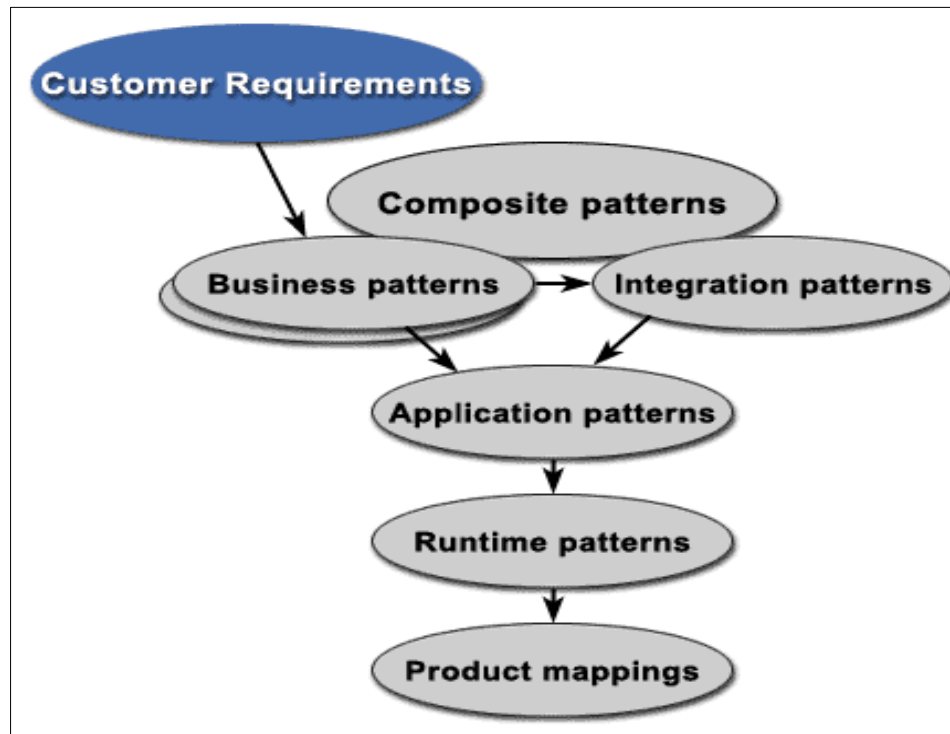 Customer Requirements
Composite patterns
Business patterns
Integration patterns
Application patterns
Runtime patterns
Product mappings